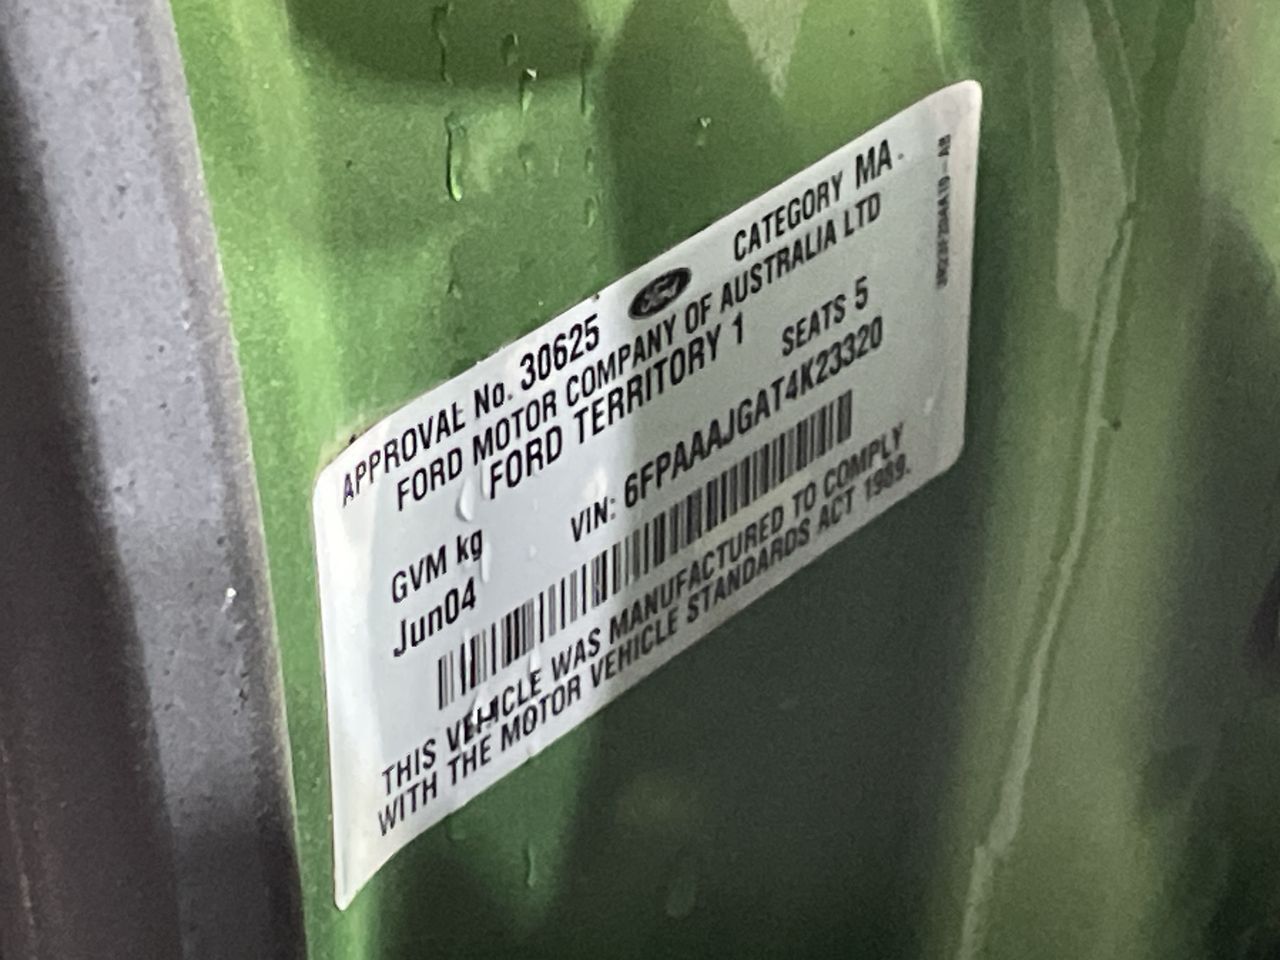 APPROVAL No. 30625 Ford CATEGORY MA
FORD MOTOR COMPANY OF AUSTRALIA LTD
FORD TERRITORY 1 SEATS 5
GVM kg VIN: 6FPAAAJGAT4K23320
Jun04
THIS VEHICLE WAS MANUFACTURED TO COMPLY
WITH THE MOTOR VEHICLE STANDARDS ACT 1989.